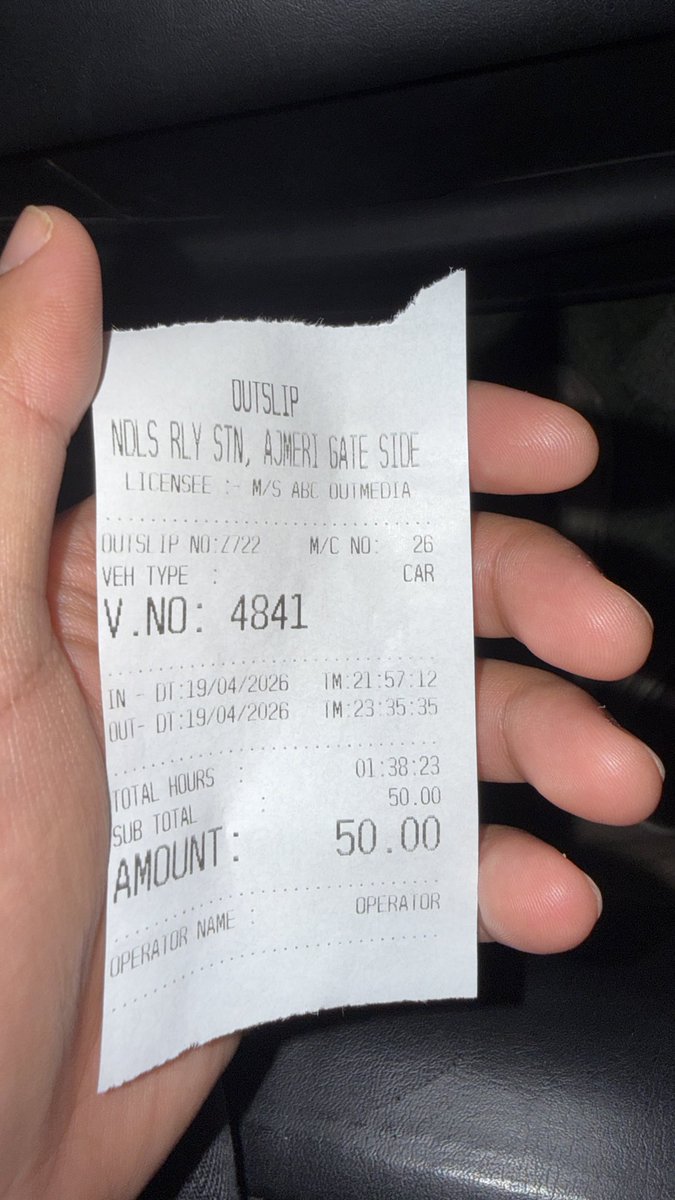 OUTSLIP
NDLS RLY STN, AJMERI GATE SIDE
LICENSEE :- M/S ABC OUTMEDIA
OUTSLIP NO:7722 M/C NO: 26
VEH TYPE : CAR
V.NO: 4841
IN - DT:19/04/2026 TM:21:57:12
OUT- DT:19/04/2026 TM:23:35:35
TOTAL HOURS : 01:38:23
SUB TOTAL : 50.00
AMOUNT: 50.00
OPERATOR NAME : OPERATOR